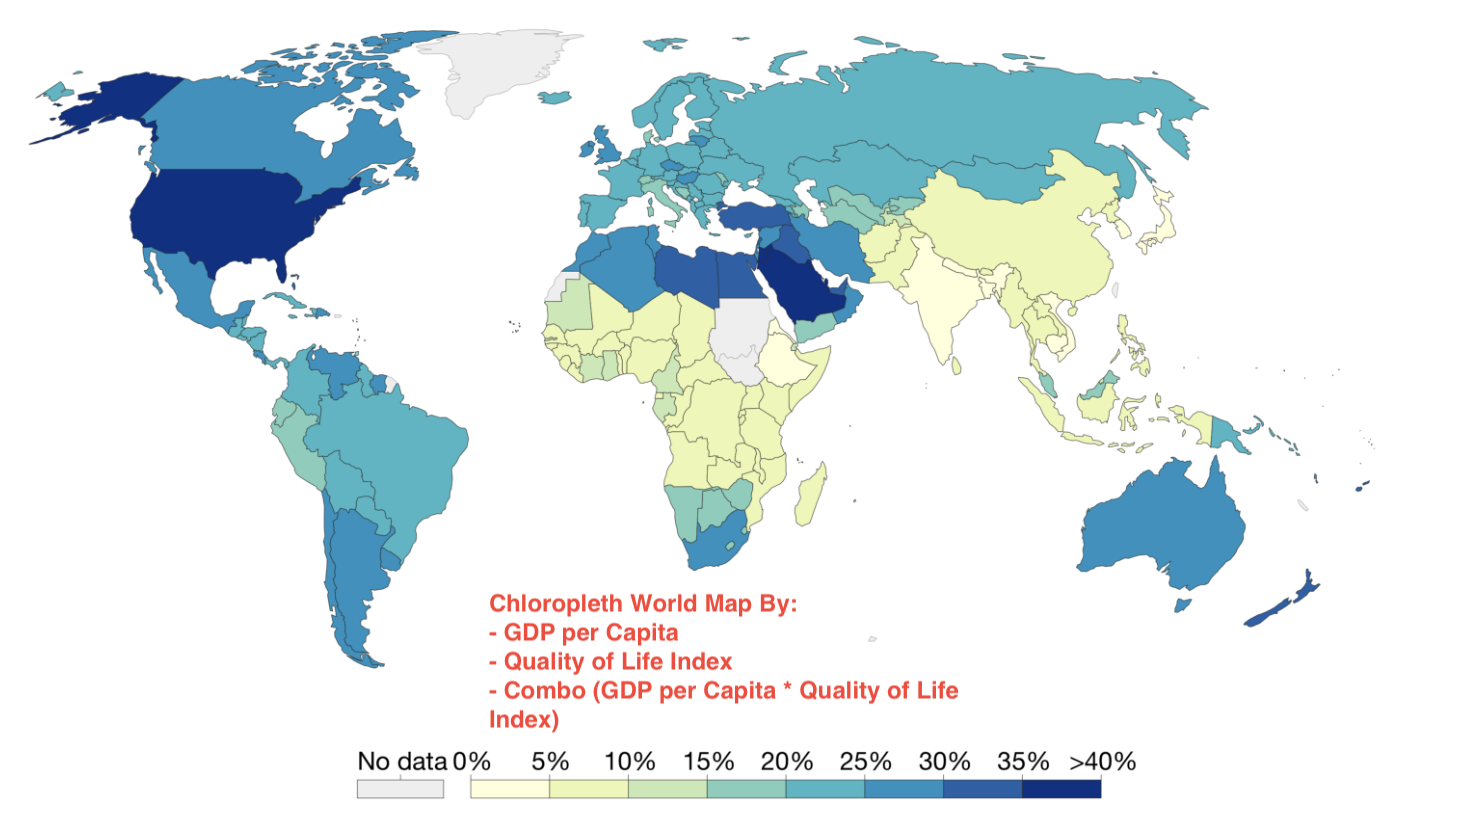 Chloropleth World Map By:
- GDP per Capita
- Quality of Life Index
- Combo (GDP per Capita * Quality of Life
Index)
No data 0% 5% 10% 15% 20% 25% 30% 35% >40%